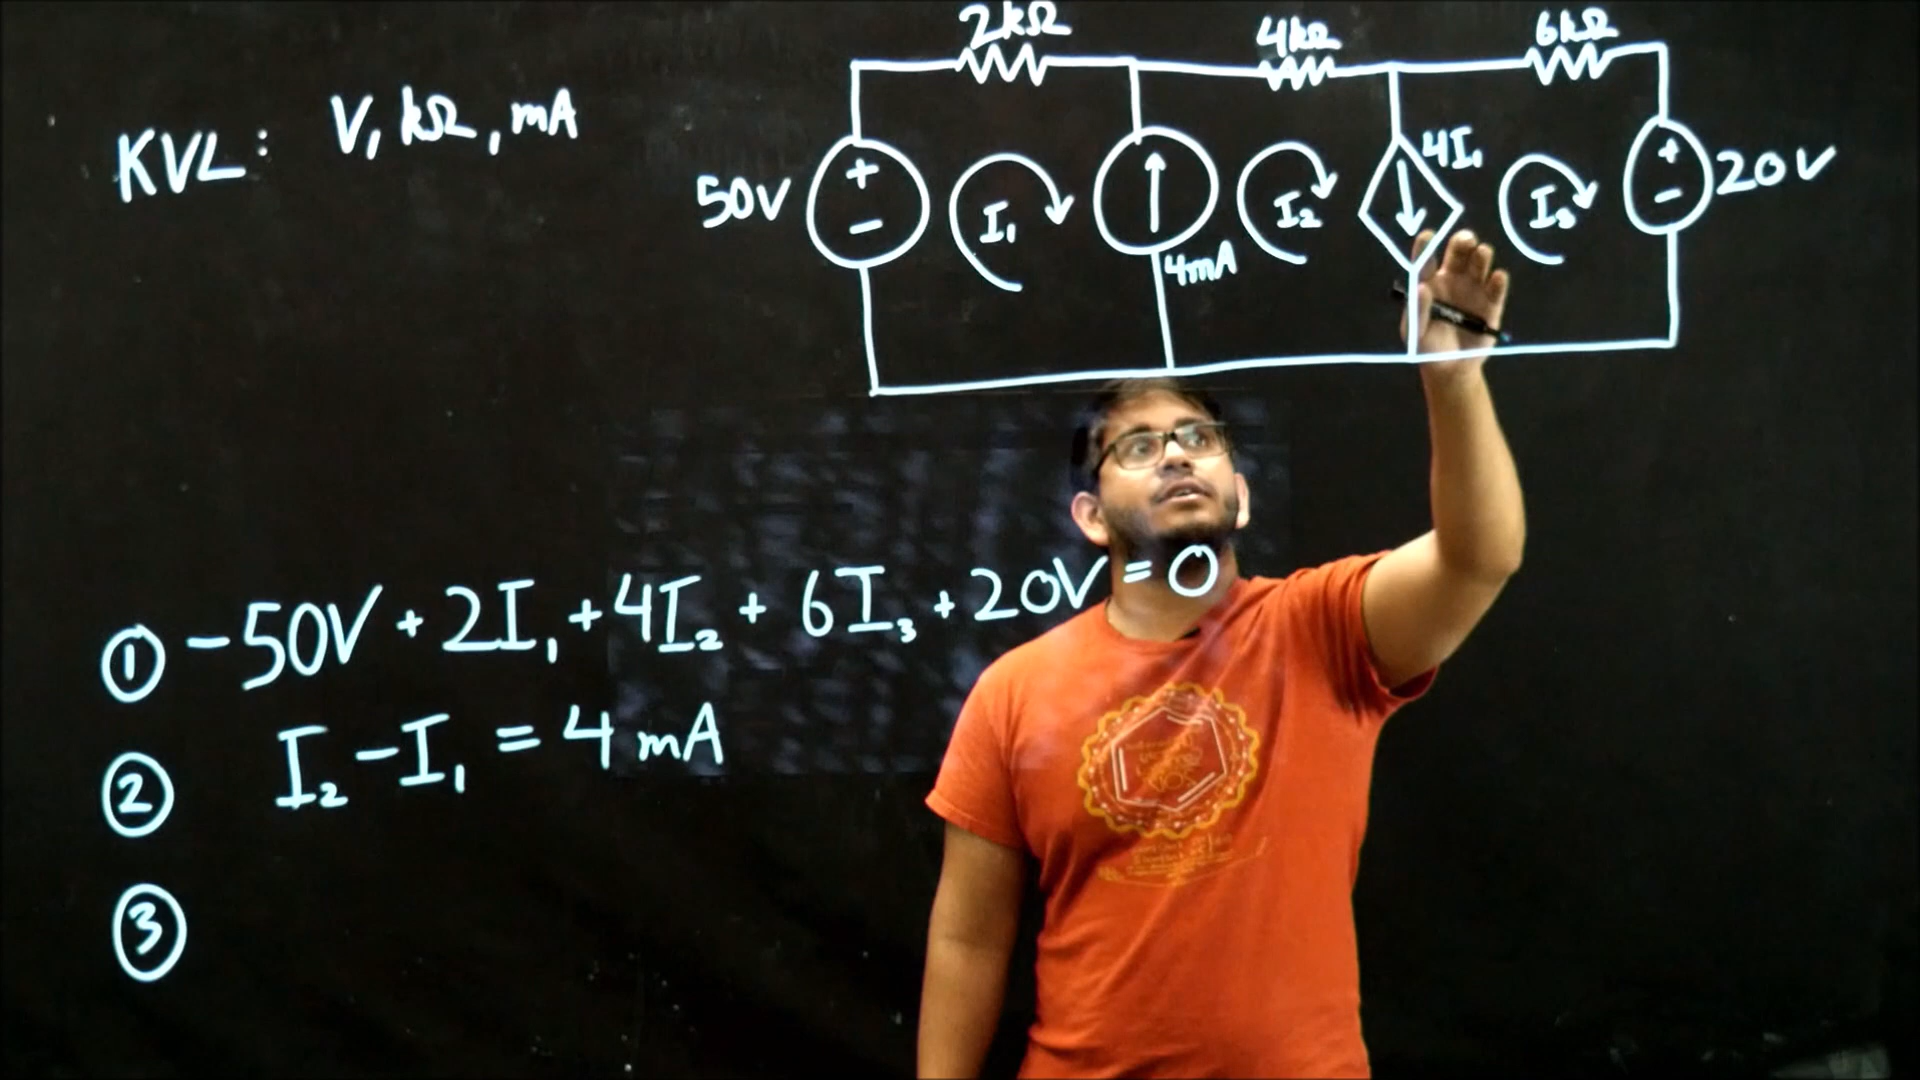 2kΩ
4kΩ
6kΩ
KVL: V, kΩ, mA
50V
+
-
I₁
4mA
I₂
4I₁
I₃
+
-
20V
① -50V + 2I₁ + 4I₂ + 6I₃ + 20V = 0
② I₂ - I₁ = 4 mA
③